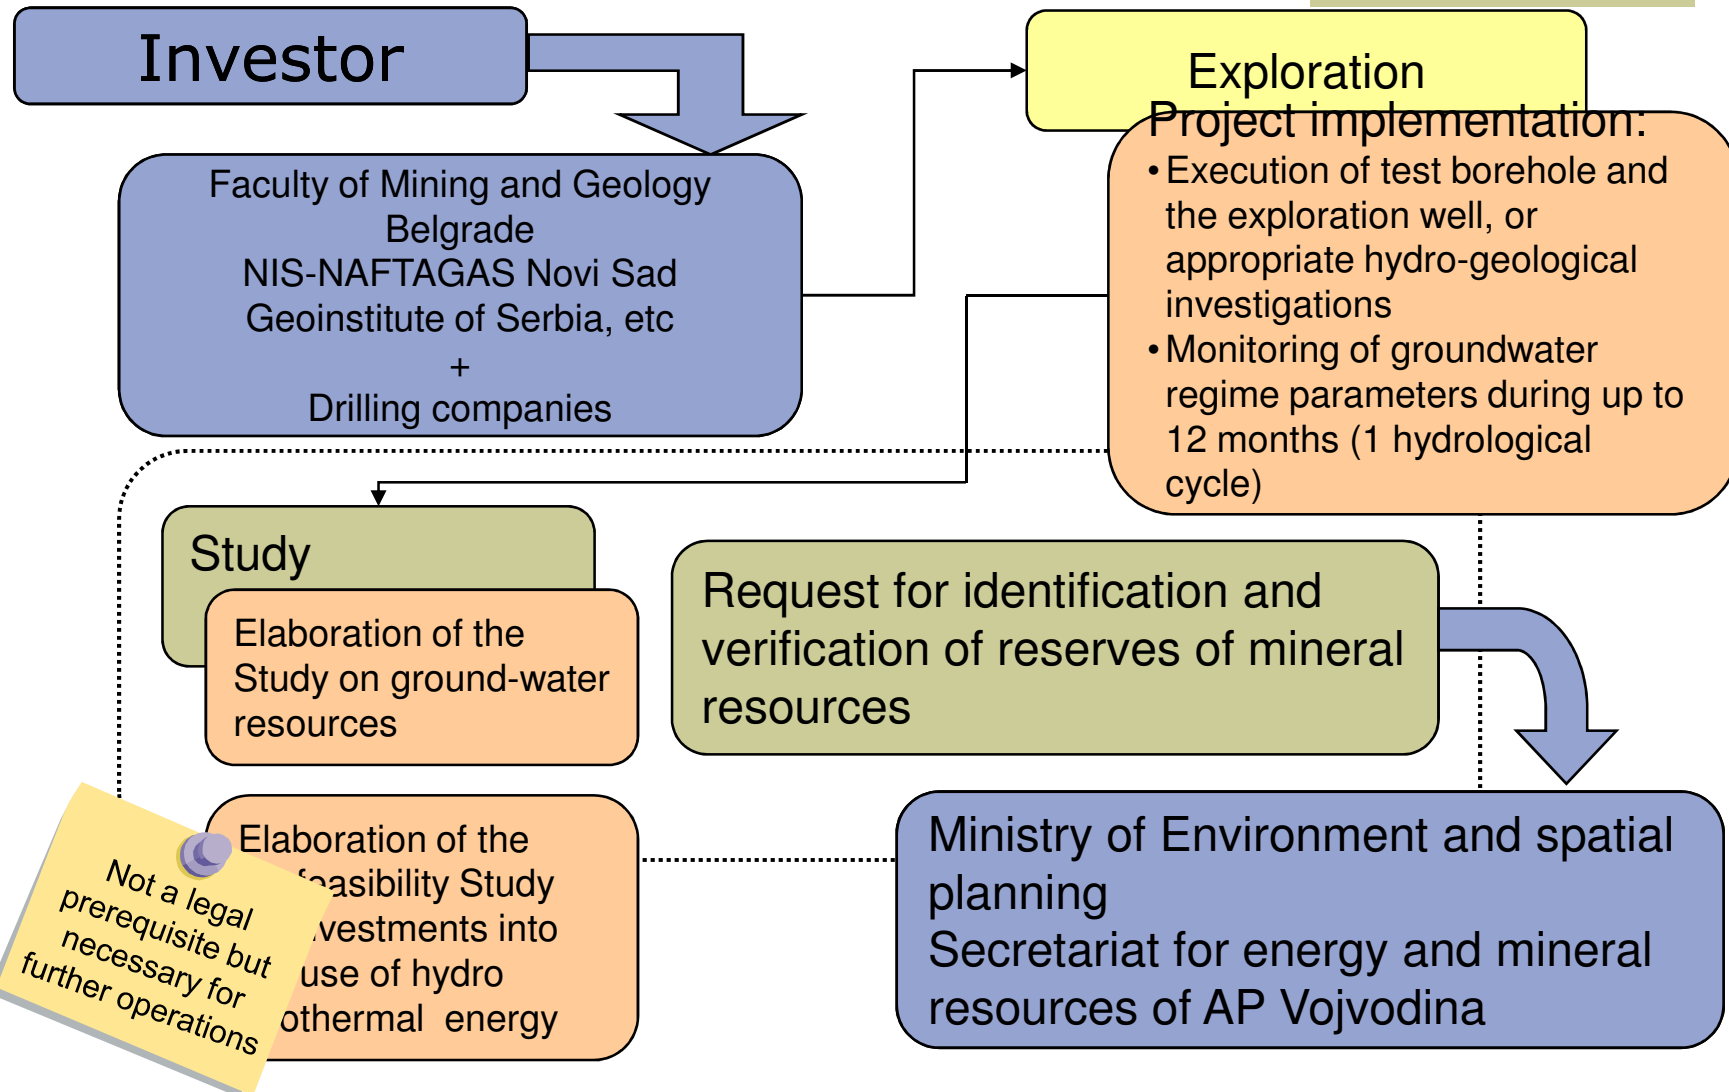 Investor
Faculty of Mining and Geology
Belgrade
NIS-NAFTAGAS Novi Sad
Geoinstitute of Serbia, etc
+
Drilling companies
Exploration
Project implementation:
• Execution of test borehole and
the exploration well, or
appropriate hydro-geological
investigations
• Monitoring of groundwater
regime parameters during up to
12 months (1 hydrological
cycle)
Study
Elaboration of the
Study on ground-water
resources
Request for identification and
verification of reserves of mineral
resources
Elaboration of the
Study
into
use of hydro
energy
Not a legal
prerequisite but
necessary for
further operations
Ministry of Environment and spatial
planning
Secretariat for energy and mineral
resources of AP Vojvodina